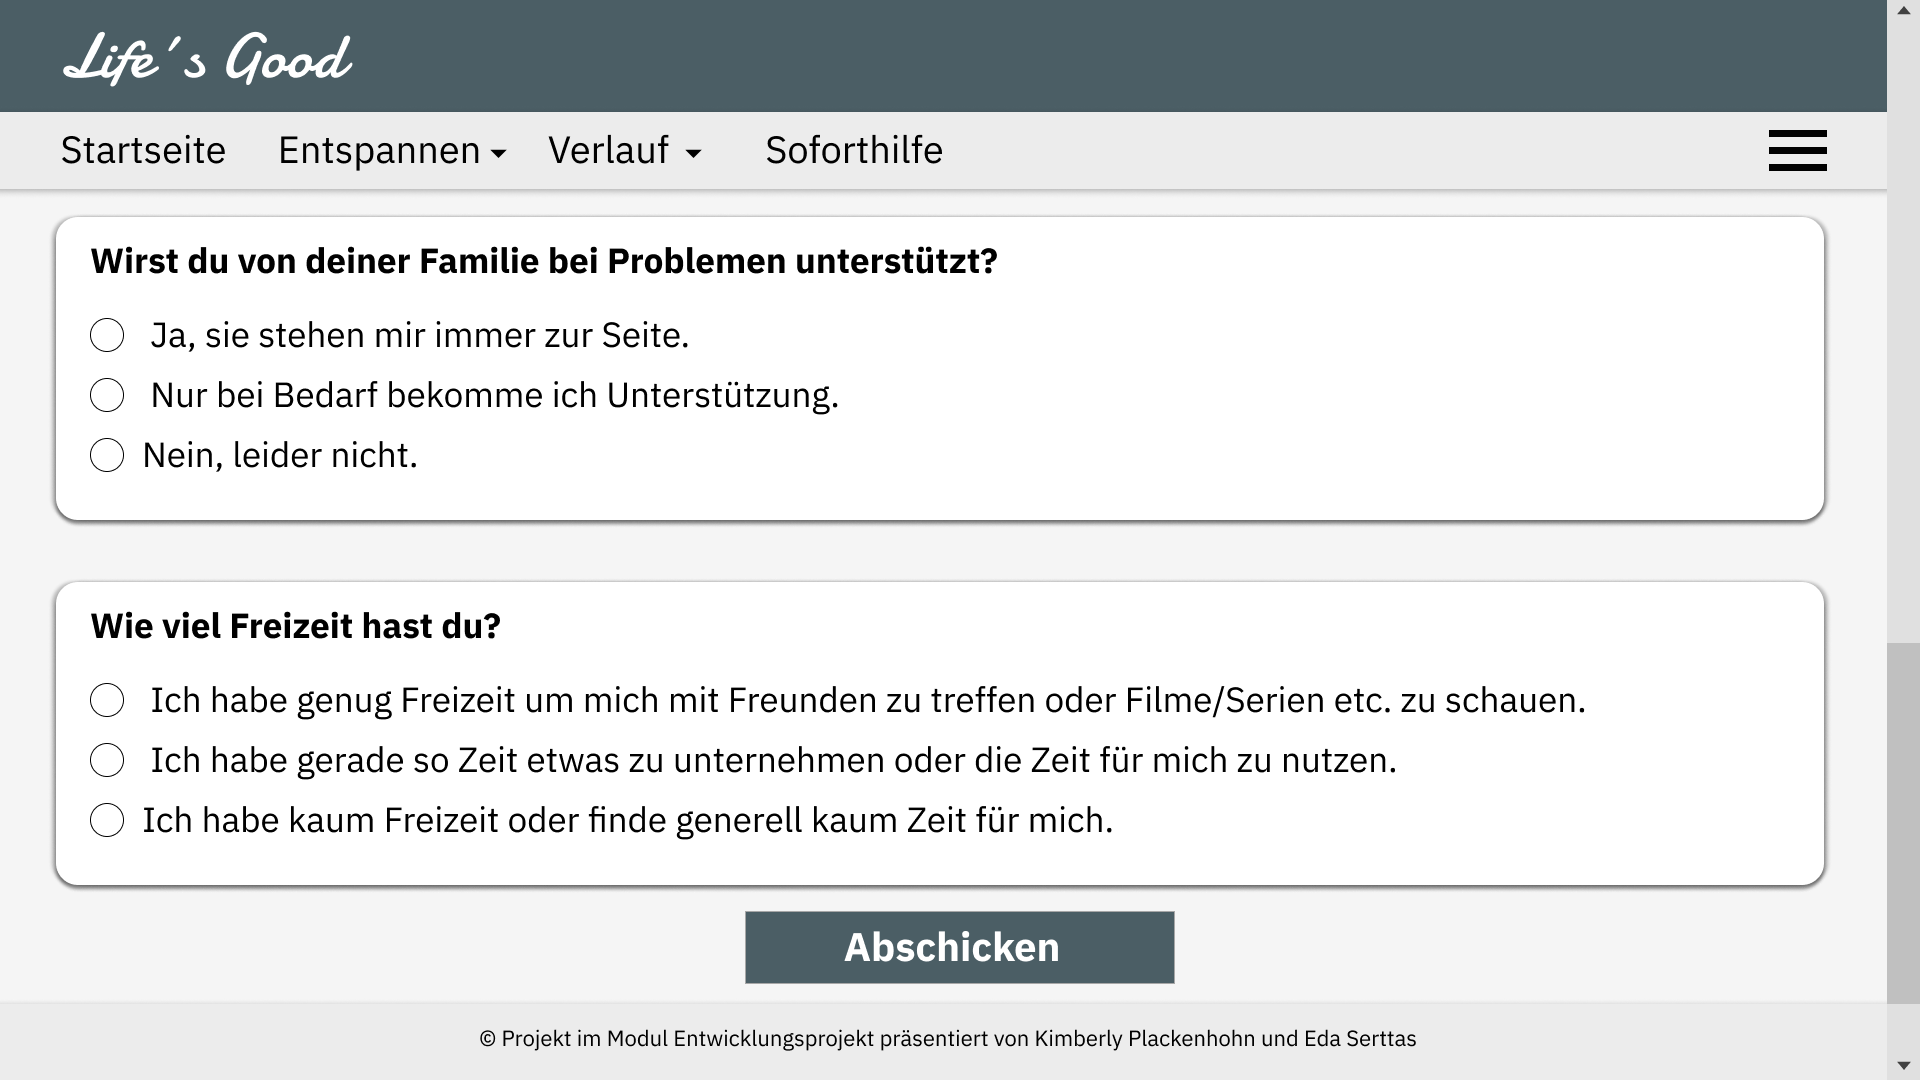 Life´s Good
Startseite Entspannen Verlauf Soforthilfe
Wirst du von deiner Familie bei Problemen unterstützt?
Ja, sie stehen mir immer zur Seite.
Nur bei Bedarf bekomme ich Unterstützung.
Nein, leider nicht.
Wie viel Freizeit hast du?
Ich habe genug Freizeit um mich mit Freunden zu treffen oder Filme/Serien etc. zu schauen.
Ich habe gerade so Zeit etwas zu unternehmen oder die Zeit für mich zu nutzen.
Ich habe kaum Freizeit oder finde generell kaum Zeit für mich.
Abschicken
© Projekt im Modul Entwicklungsprojekt präsentiert von Kimberly Plackenhohn und Eda Serttas